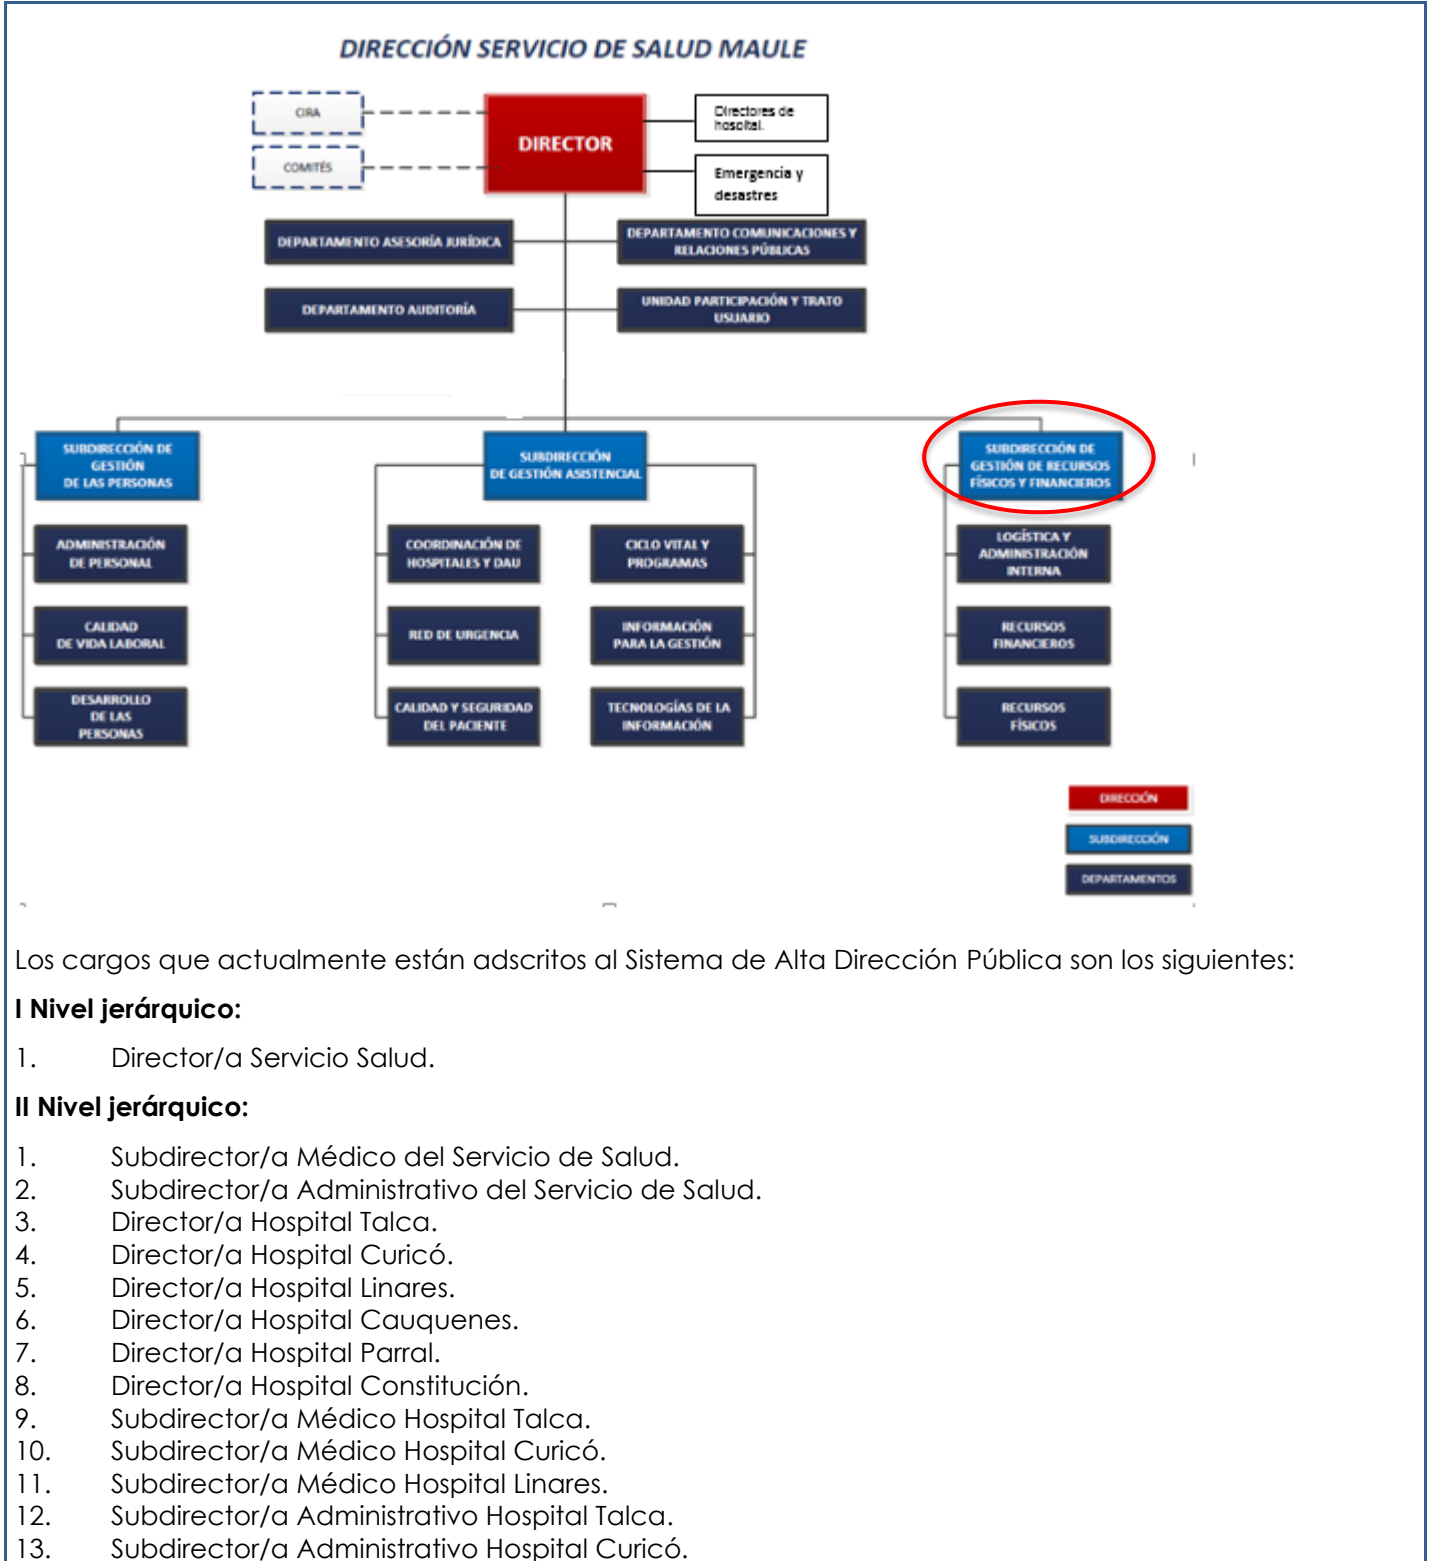 DIRECCIÓN SERVICIO DE SALUD MAULE
CIRA
COMITÉS
DIRECTOR
Directores de
hospital.
Emergencia y
desastres
DEPARTAMENTO ASESORÍA JURÍDICA
DEPARTAMENTO COMUNICACIONES Y
RELACIONES PÚBLICAS
DEPARTAMENTO AUDITORÍA
UNIDAD PARTICIPACIÓN Y TRATO
USUARIO
SUBDIRECCIÓN DE
GESTIÓN
DE LAS PERSONAS
SUBDIRECCIÓN
DE GESTIÓN ASISTENCIAL
SUBDIRECCIÓN DE
GESTIÓN DE RECURSOS
FÍSICOS Y FINANCIEROS
ADMINISTRACIÓN
DE PERSONAL
COORDINACIÓN DE
HOSPITALES Y DAU
CICLO VITAL Y
PROGRAMAS
LOGÍSTICA Y
ADMINISTRACIÓN
INTERNA
CALIDAD
DE VIDA LABORAL
RED DE URGENCIA
INFORMACIÓN
PARA LA GESTIÓN
RECURSOS
FINANCIEROS
DESARROLLO
DE LAS
PERSONAS
CALIDAD Y SEGURIDAD
DEL PACIENTE
TECNOLOGÍAS DE LA
INFORMACIÓN
RECURSOS
FÍSICOS
DIRECCIÓN
SUBDIRECCIÓN
DEPARTAMENTOS
Los cargos que actualmente están adscritos al Sistema de Alta Dirección Pública son los siguientes:
I Nivel jerárquico:
1. Director/a Servicio Salud.
II Nivel jerárquico:
1. Subdirector/a Médico del Servicio de Salud.
2. Subdirector/a Administrativo del Servicio de Salud.
3. Director/a Hospital Talca.
4. Director/a Hospital Curicó.
5. Director/a Hospital Linares.
6. Director/a Hospital Cauquenes.
7. Director/a Hospital Parral.
8. Director/a Hospital Constitución.
9. Subdirector/a Médico Hospital Talca.
10. Subdirector/a Médico Hospital Curicó.
11. Subdirector/a Médico Hospital Linares.
12. Subdirector/a Administrativo Hospital Talca.
13. Subdirector/a Administrativo Hospital Curicó.